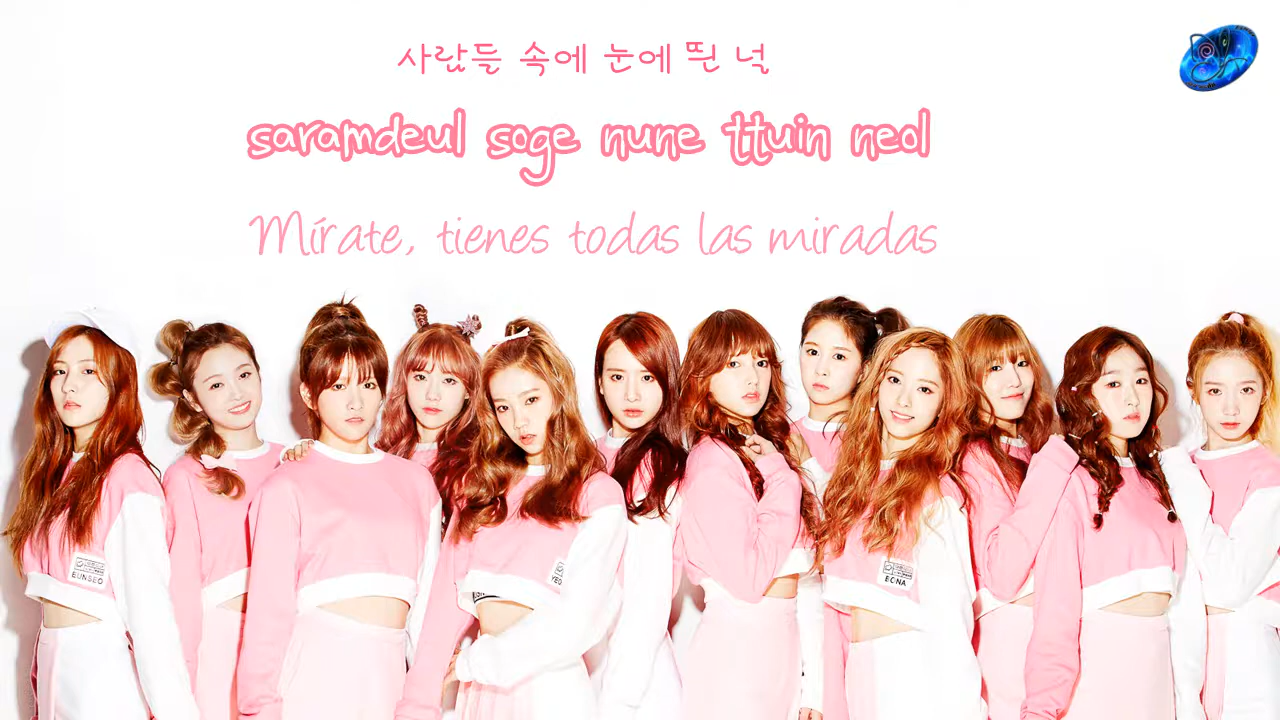 사람들 속에 눈에 띈 널
saramdeul soge nune ttuin neol
Mírate, tienes todas las miradas
EUNSEO
BONA